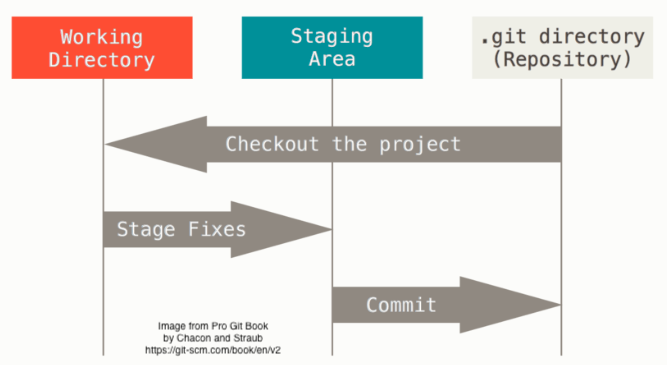 Working
Directory
Staging
Area
.git directory
(Repository)
Checkout the project
Stage Fixes
Commit
Image from Pro Git Book
by Chacon and Straub
https://git-scm.com/book/en/v2